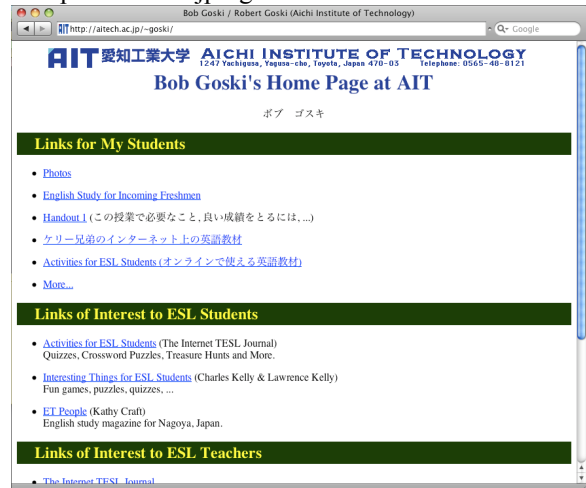 Bob Goski / Robert Goski (Aichi Institute of Technology)
http://aitech.ac.jp/~goski/
Google
AIT 愛知工業大学 AICHI INSTITUTE OF TECHNOLOGY
1247 Yachigusa, Yagusa-cho, Toyota, Japan 470-03 Telephone: 0565-48-8121
Bob Goski's Home Page at AIT
ボブ ゴスキ
Links for My Students
Photos
English Study for Incoming Freshmen
Handout 1 (この授業で必要なこと,良い成績をとるには, ...)
ケリー兄弟のインターネット上の英語教材
Activities for ESL Students (オンラインで使える英語教材)
More...
Links of Interest to ESL Students
Activities for ESL Students (The Internet TESL Journal)
Quizzes, Crossword Puzzles, Treasure Hunts and More.
Interesting Things for ESL Students (Charles Kelly & Lawrence Kelly)
Fun games, puzzles, quizzes, ...
ET People (Kathy Craft)
English study magazine for Nagoya, Japan.
Links of Interest to ESL Teachers
The Internet TESL Journal